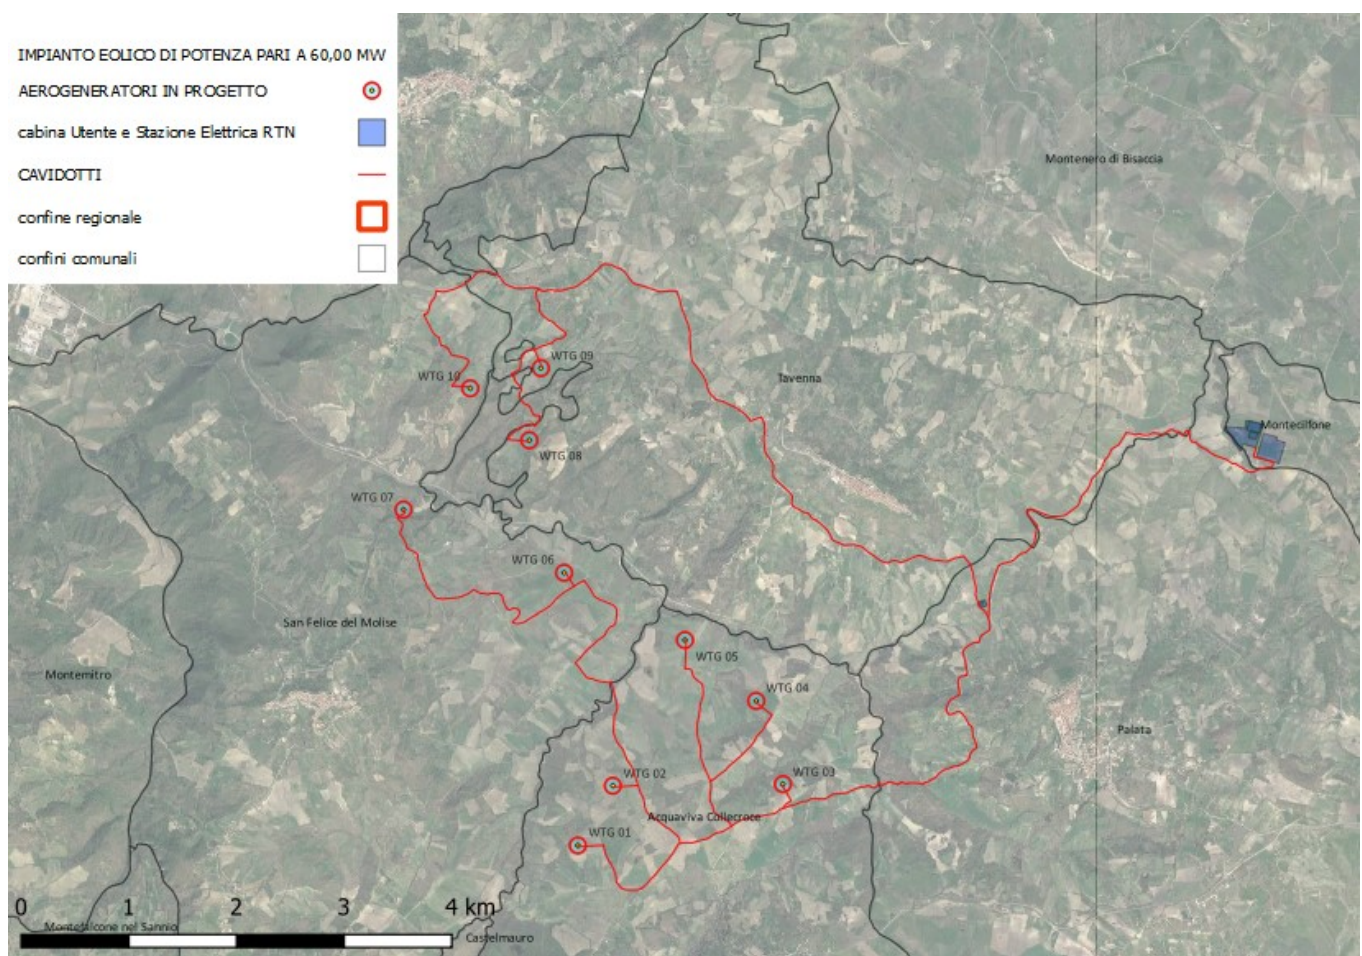 IMPIANTO EOLICO DI POTENZA PARI A 60,00 MW
AEROGENERATORI IN PROGETTO
cabina Utente e Stazione Elettrica RTN
CAVIDOTTI
confine regionale
confini comunali
Montenero di Bisaccia
WTG 09
WTG 10
Tavenna
Montecilfone
WTG 08
WTG 07
WTG 06
San Felice del Molise
WTG 05
Montemitro
WTG 04
Palata
WTG 02
WTG 03
Acquaviva Collecroce
WTG 01
0 1 2 3 4 km
Montefalcone nel Sannio
Castelmauro